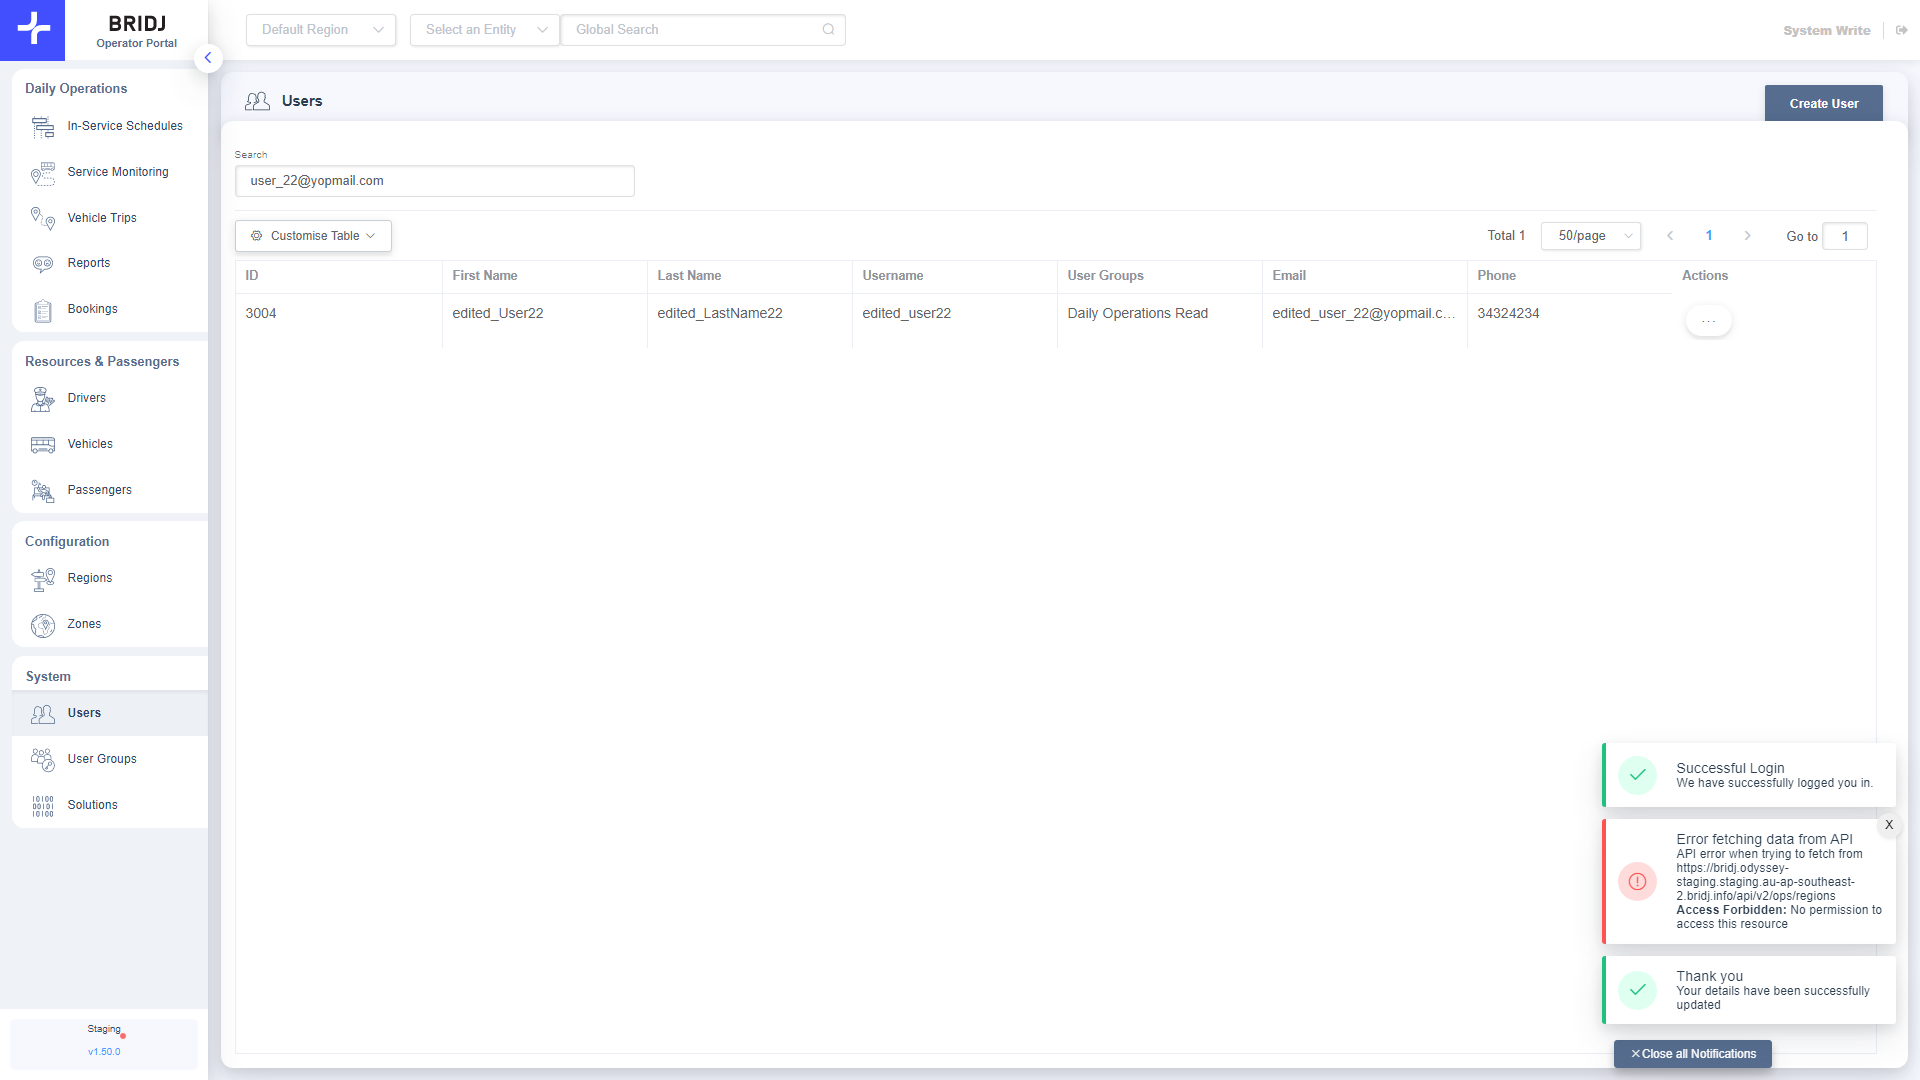 BRIDJ
Operator Portal
Default Region
Select an Entity
Global Search
System Write
Daily Operations
In-Service Schedules
Service Monitoring
Vehicle Trips
Reports
Bookings
Resources & Passengers
Drivers
Vehicles
Passengers
Configuration
Regions
Zones
System
Users
User Groups
10100
00101
10100
Solutions
Staging
v1.50.0
Users
Create User
Search
user_22@yopmail.com
Customise Table
Total 1
50/page
1
Go to
1
ID
First Name
Last Name
Username
User Groups
Email
Phone
Actions
3004
edited_User22
edited_LastName22
edited_user22
Daily Operations Read
edited_user_22@yopmail.c...
34324234
...
Successful Login
We have successfully logged you in.
X
Error fetching data from API
API error when trying to fetch from
https://bridj.odyssey-
staging.staging.au-ap-southeast-
2.bridj.info/api/v2/ops/regions
Access Forbidden: No permission to
access this resource
Thank you
Your details have been successfully
updated
×Close all Notifications